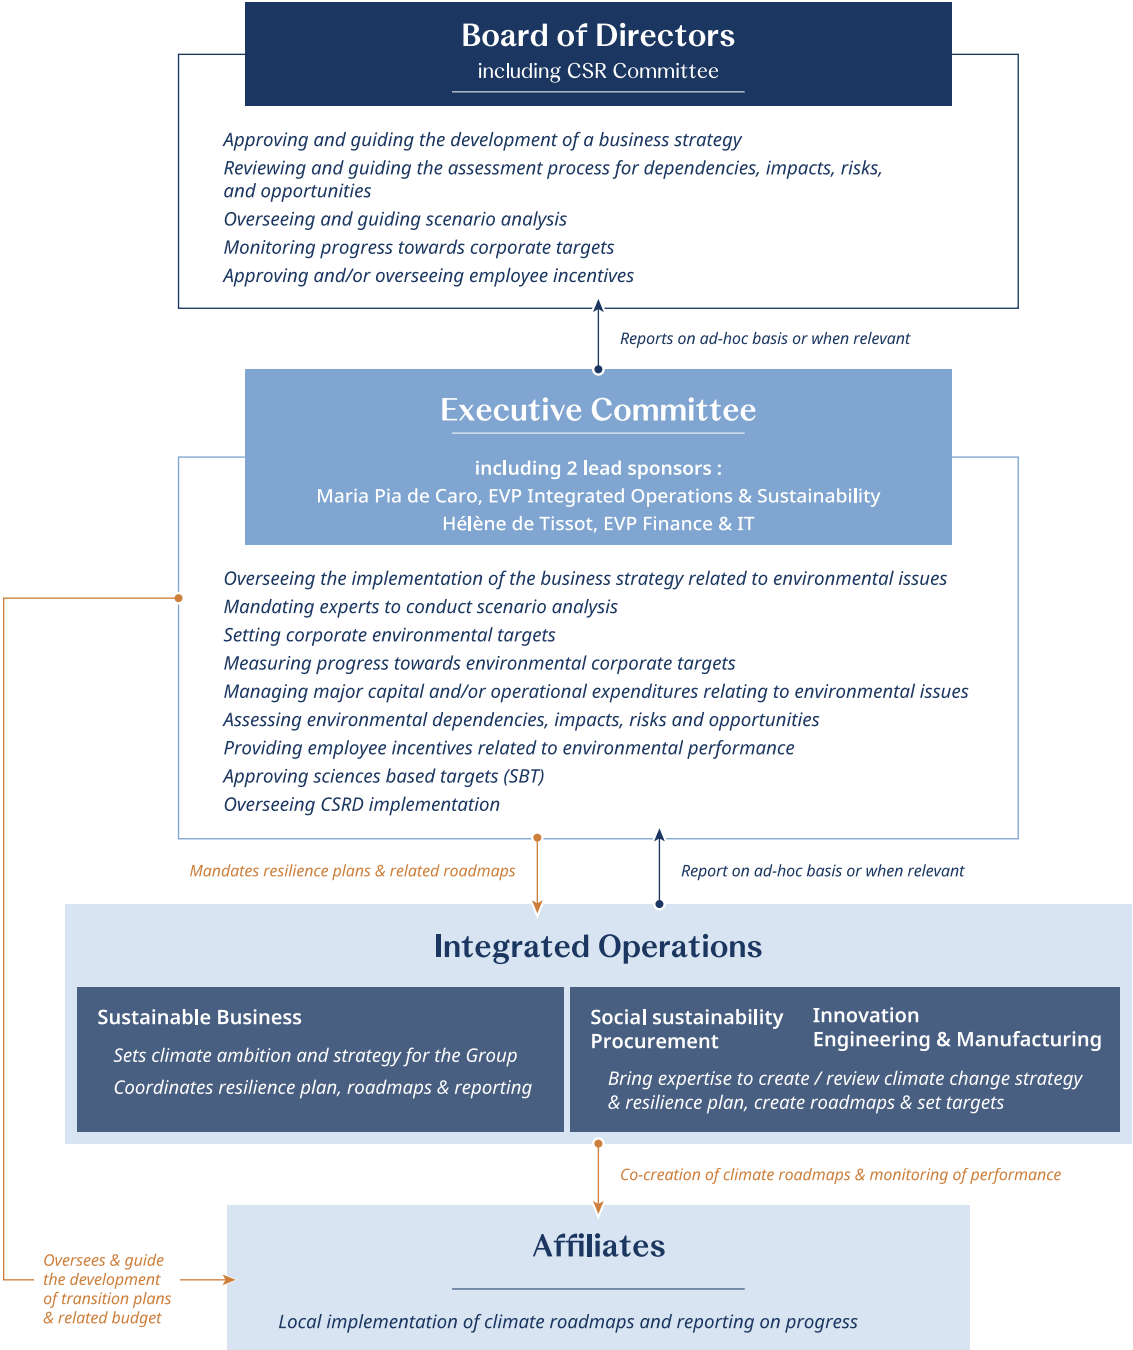 Board of Directors
including CSR Committee
Approving and guiding the development of a business strategy
Reviewing and guiding the assessment process for dependencies, impacts, risks,
and opportunities
Overseeing and guiding scenario analysis
Monitoring progress towards corporate targets
Approving and/or overseeing employee incentives
Reports on ad-hoc basis or when relevant
Executive Committee
including 2 lead sponsors :
Maria Pia de Caro, EVP Integrated Operations & Sustainability
Hélène de Tissot, EVP Finance & IT
Overseeing the implementation of the business strategy related to environmental issues
Mandating experts to conduct scenario analysis
Setting corporate environmental targets
Measuring progress towards environmental corporate targets
Managing major capital and/or operational expenditures relating to environmental issues
Assessing environmental dependencies, impacts, risks and opportunities
Providing employee incentives related to environmental performance
Approving sciences based targets (SBT)
Overseeing CSRD implementation
Mandates resilience plans & related roadmaps
Report on ad-hoc basis or when relevant
Integrated Operations
Sustainable Business
Sets climate ambition and strategy for the Group
Coordinates resilience plan, roadmaps & reporting
Social sustainability
Procurement
Innovation
Engineering & Manufacturing
Bring expertise to create / review climate change strategy
& resilience plan, create roadmaps & set targets
Co-creation of climate roadmaps & monitoring of performance
Affiliates
Local implementation of climate roadmaps and reporting on progress
Oversees & guide
the development
of transition plans
& related budget